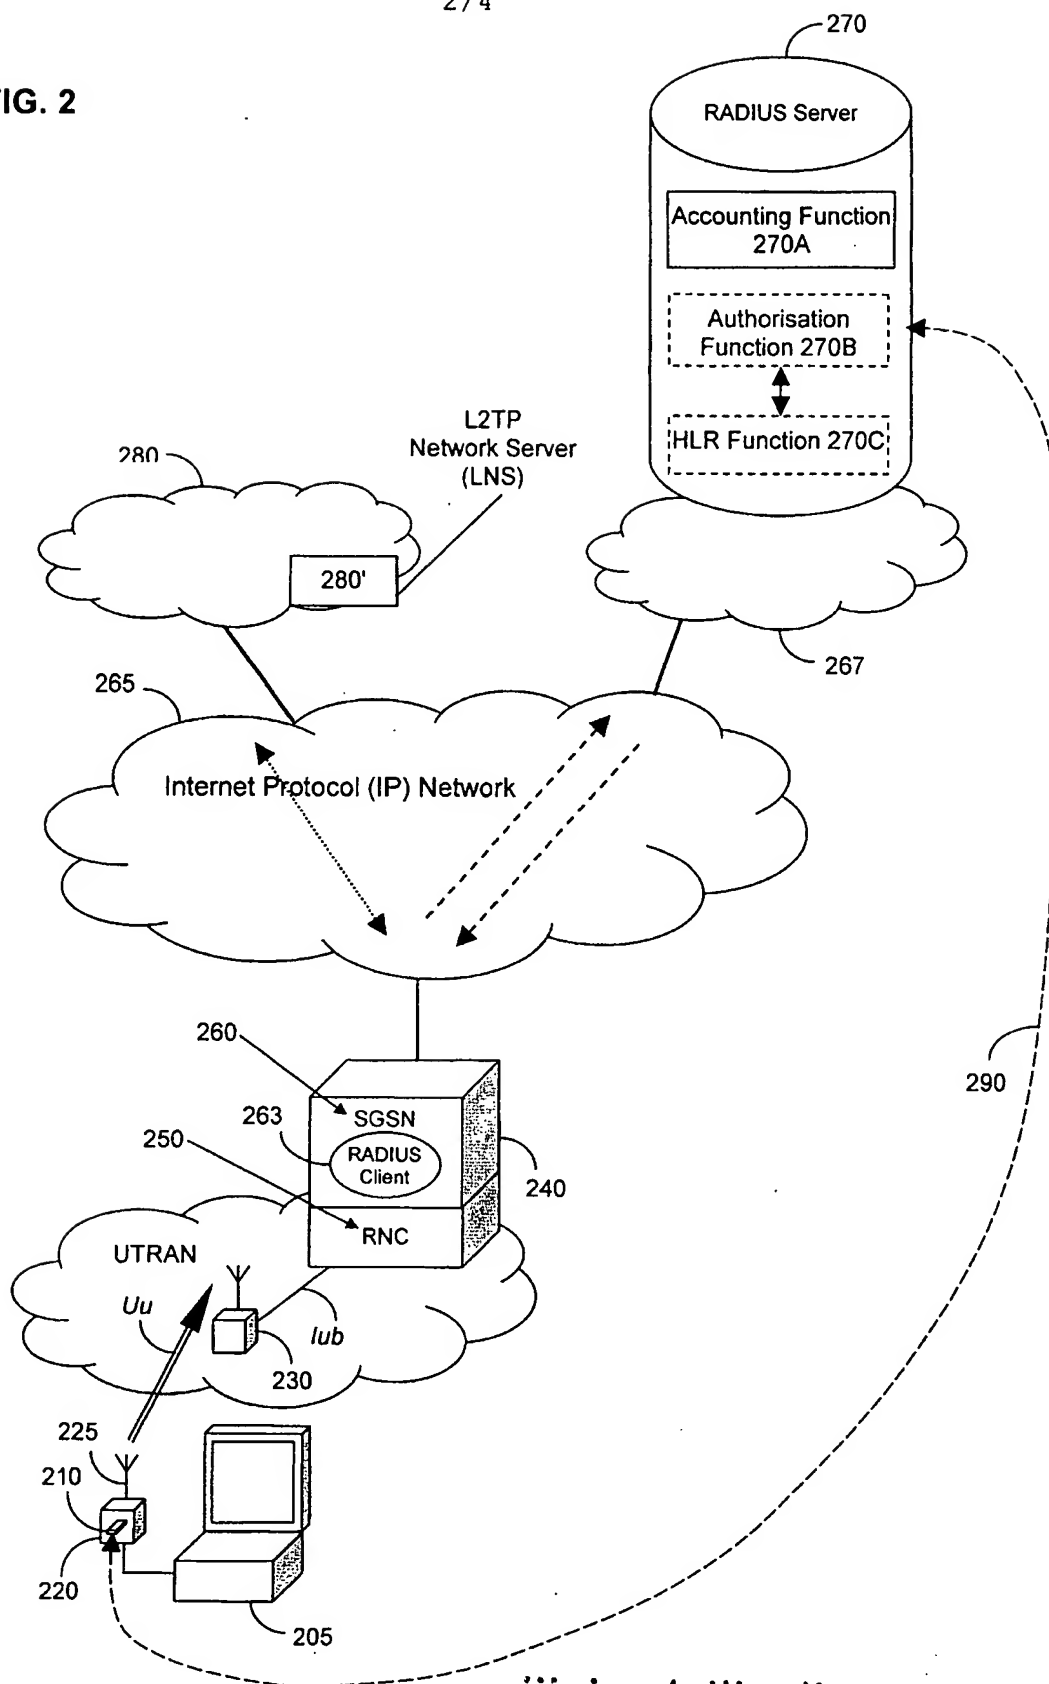 2/4
270
FIG. 2
RADIUS Server
Accounting Function
270A
Authorisation
Function 270B
HLR Function 270C
L2TP
Network Server
(LNS)
280
280'
267
265
Internet Protocol (IP) Network
260
SGSN
263
RADIUS
Client
250
240
290
RNC
UTRAN
Uu
Iub
230
225
210
220
205